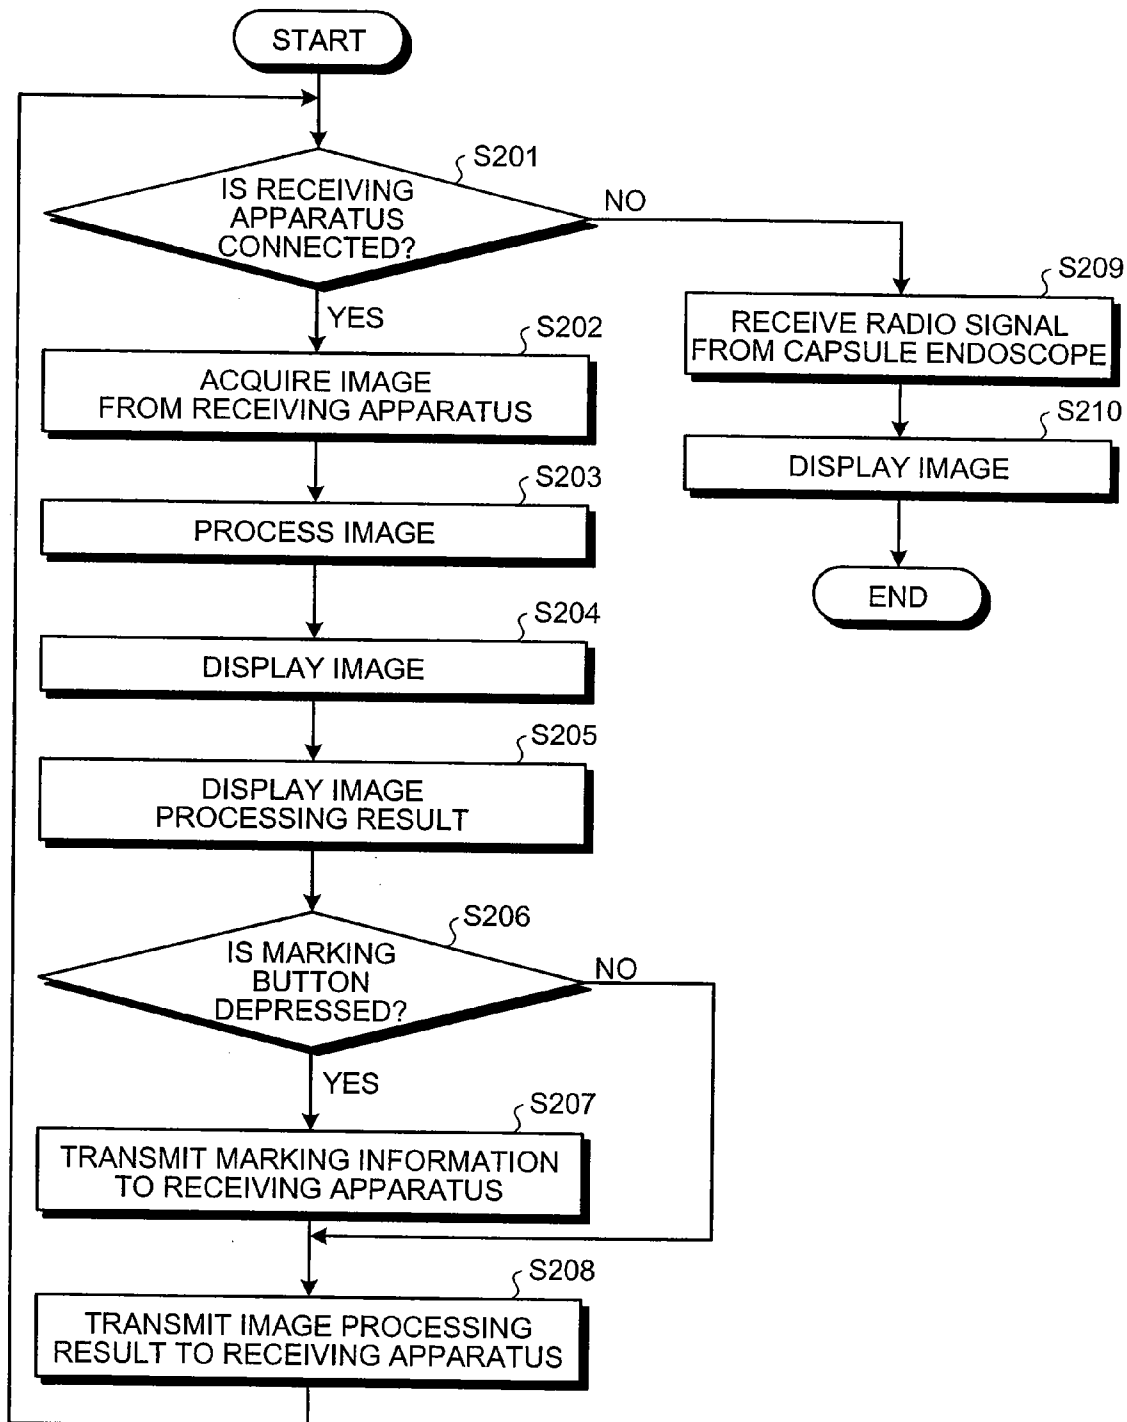 START
S201
IS RECEIVING
APPARATUS
CONNECTED?
NO
YES
S202
ACQUIRE IMAGE
FROM RECEIVING APPARATUS
S203
PROCESS IMAGE
S204
DISPLAY IMAGE
S205
DISPLAY IMAGE
PROCESSING RESULT
S206
IS MARKING
BUTTON
DEPRESSED?
NO
YES
S207
TRANSMIT MARKING INFORMATION
TO RECEIVING APPARATUS
S208
TRANSMIT IMAGE PROCESSING
RESULT TO RECEIVING APPARATUS
S209
RECEIVE RADIO SIGNAL
FROM CAPSULE ENDOSCOPE
S210
DISPLAY IMAGE
END